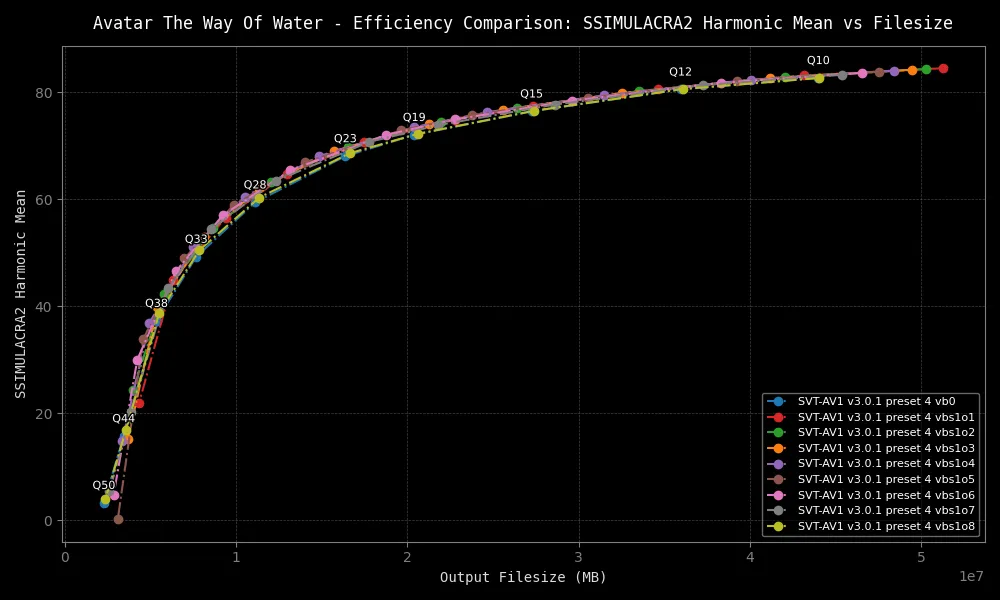 Avatar The Way Of Water - Efficiency Comparison: SSIMULACRA2 Harmonic Mean vs Filesize
SSIMULACRA2 Harmonic Mean
80
60
40
20
0
Q10
Q12
Q15
Q19
Q23
Q28
Q33
Q38
Q44
Q50
SVT-AV1 v3.0.1 preset 4 vb0
SVT-AV1 v3.0.1 preset 4 vbs1o1
SVT-AV1 v3.0.1 preset 4 vbs1o2
SVT-AV1 v3.0.1 preset 4 vbs1o3
SVT-AV1 v3.0.1 preset 4 vbs1o4
SVT-AV1 v3.0.1 preset 4 vbs1o5
SVT-AV1 v3.0.1 preset 4 vbs1o6
SVT-AV1 v3.0.1 preset 4 vbs1o7
SVT-AV1 v3.0.1 preset 4 vbs1o8
0 1 2 3 4 5
1e7
Output Filesize (MB)